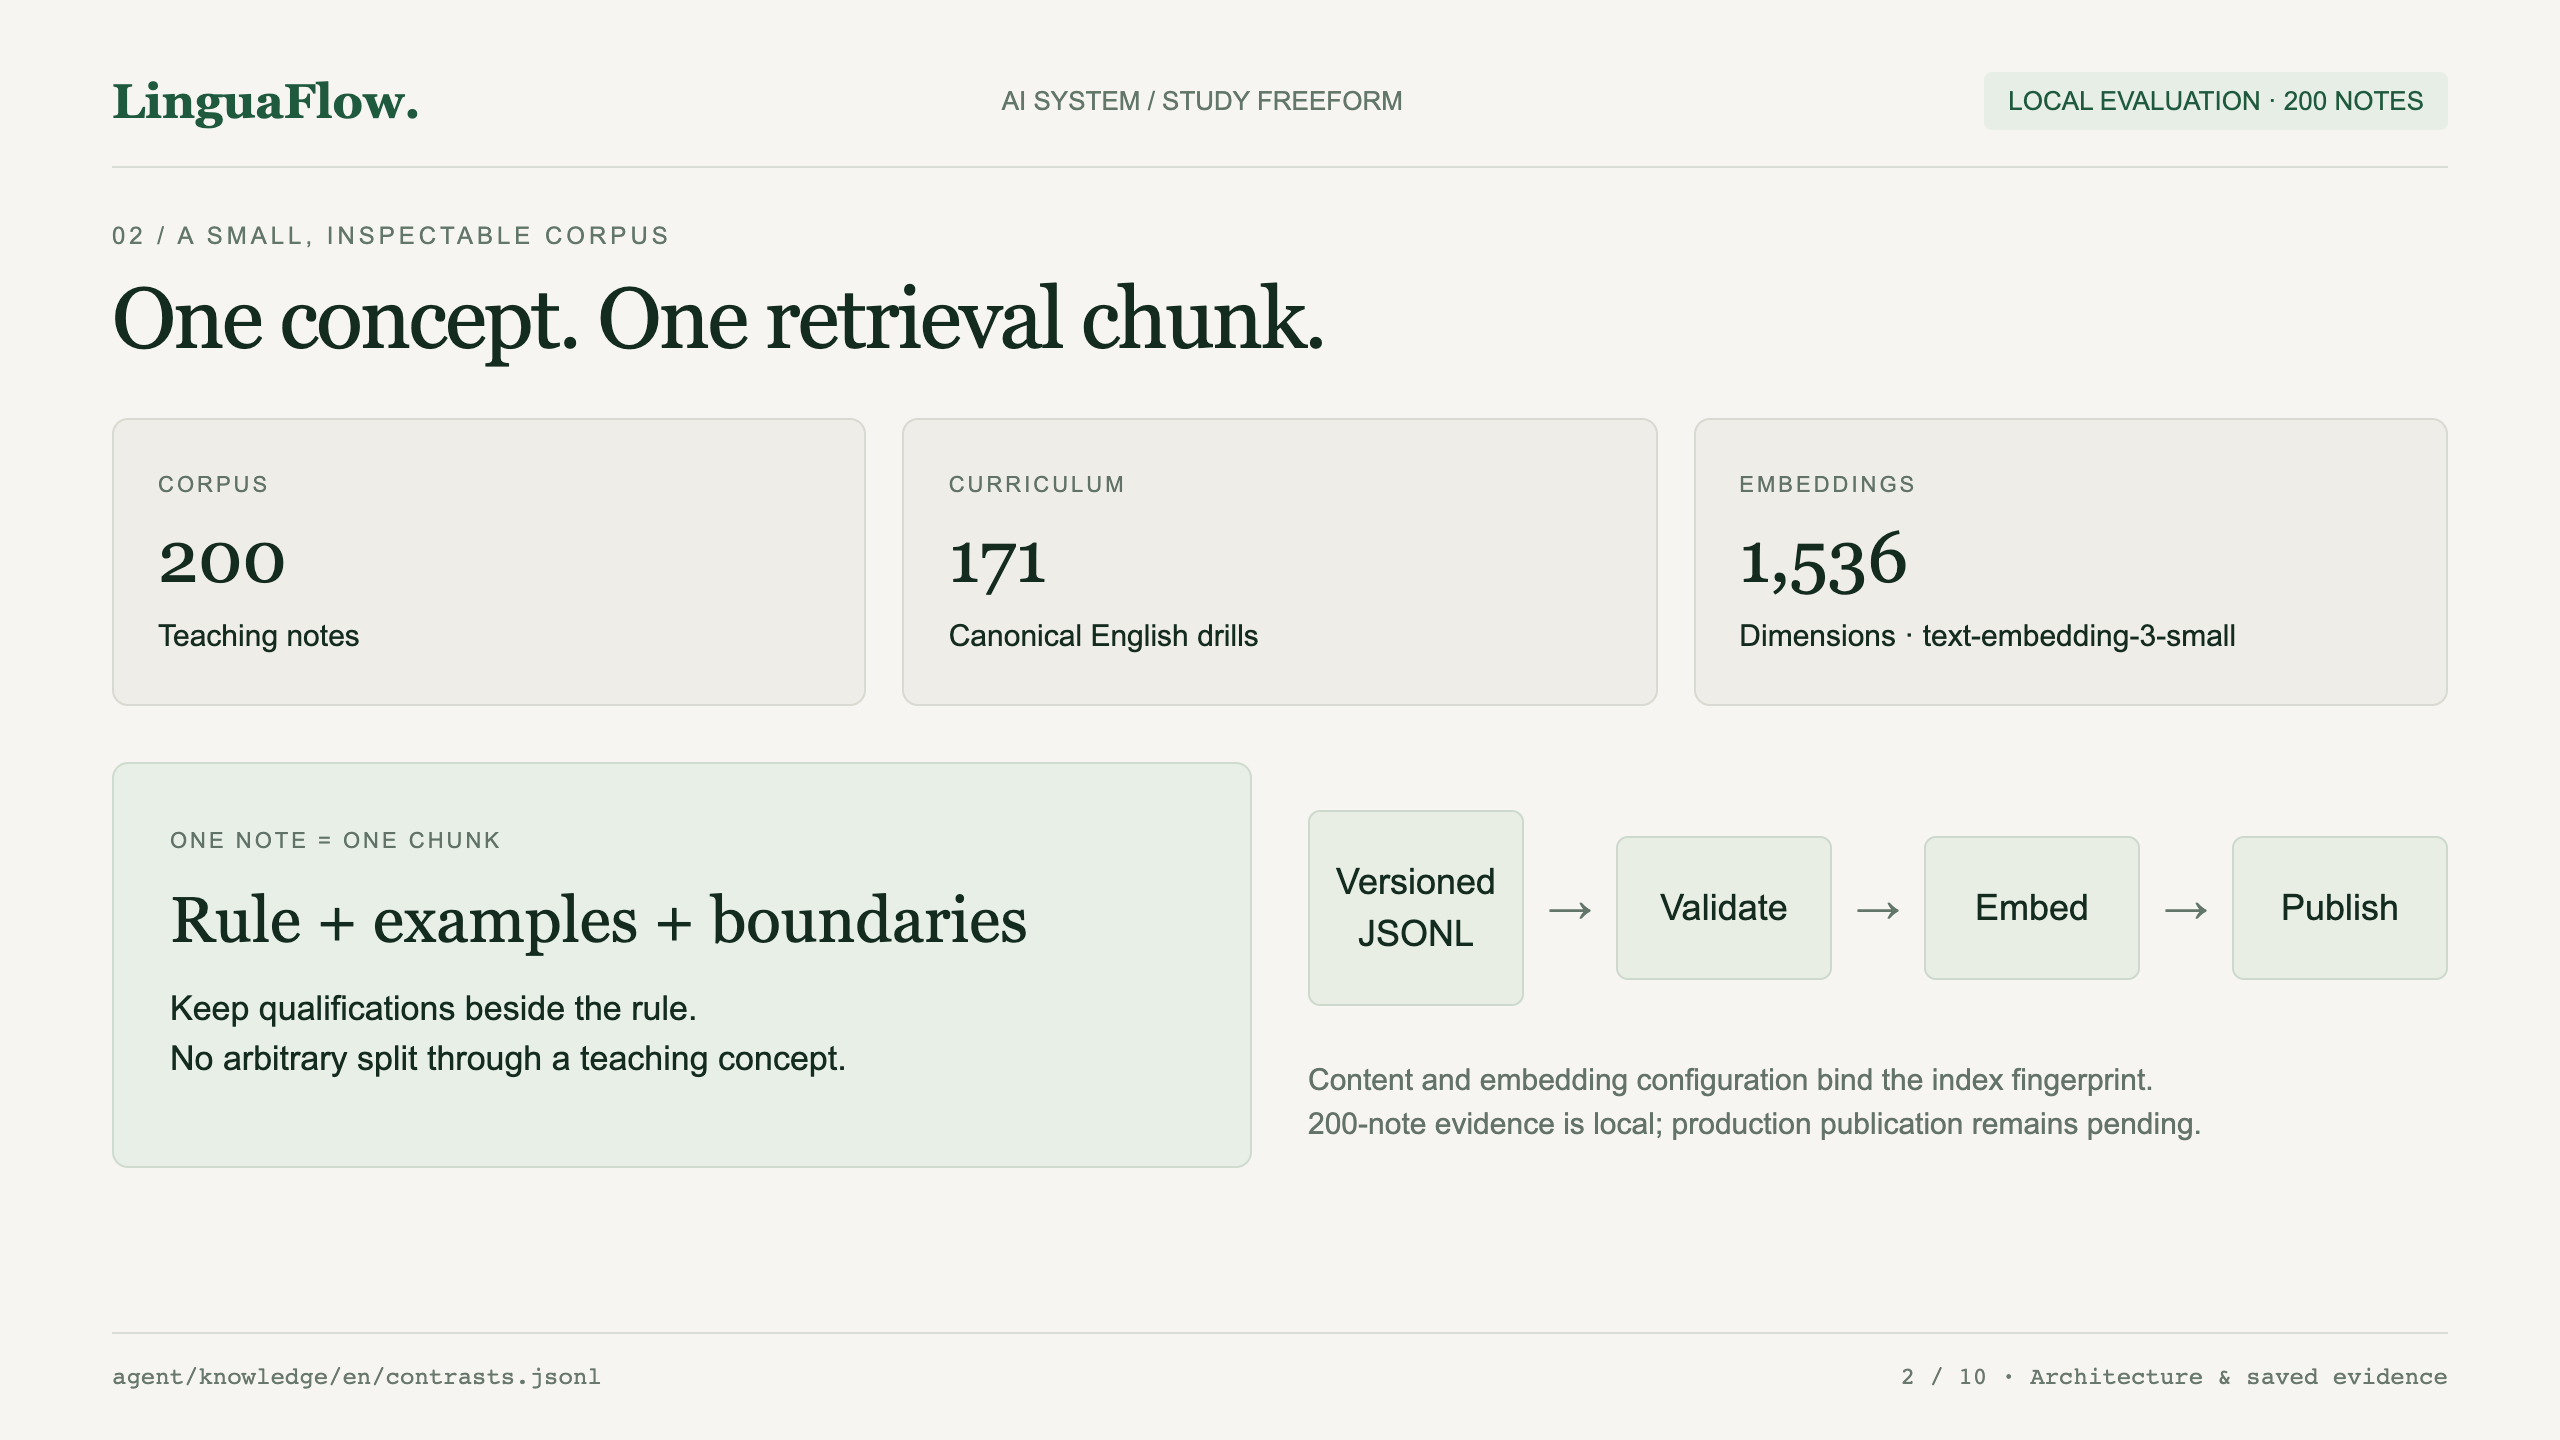 LinguaFlow.
AI SYSTEM / STUDY FREEFORM
LOCAL EVALUATION · 200 NOTES
02 / A SMALL, INSPECTABLE CORPUS
One concept. One retrieval chunk.
CORPUS
200
Teaching notes
CURRICULUM
171
Canonical English drills
EMBEDDINGS
1,536
Dimensions · text-embedding-3-small
ONE NOTE = ONE CHUNK
Rule + examples + boundaries
Keep qualifications beside the rule.
No arbitrary split through a teaching concept.
Versioned
JSONL
→
Validate
→
Embed
→
Publish
Content and embedding configuration bind the index fingerprint.
200-note evidence is local; production publication remains pending.
agent/knowledge/en/contrasts.jsonl
2 / 10 · Architecture & saved evidence